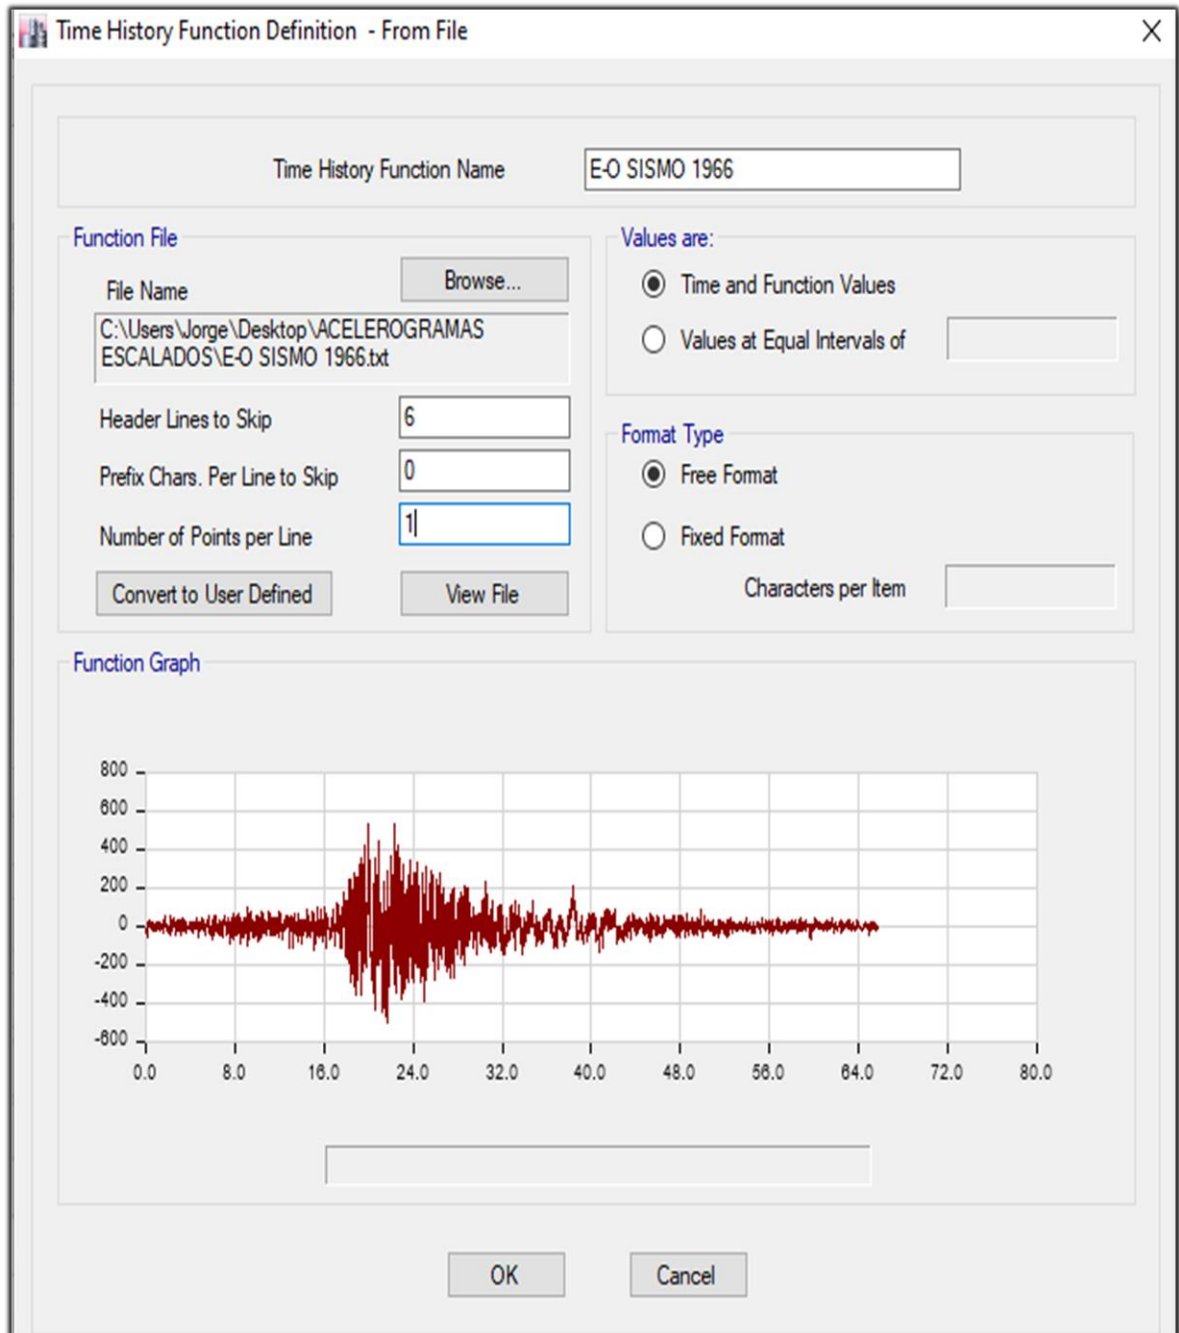 Time History Function Definition - From File
Time History Function Name
E-O SISMO 1966
Function File
File Name
Browse...
C:\Users\Jorge\Desktop\ACELEROGRAMAS
ESCALADOS\E-O SISMO 1966.txt
Header Lines to Skip
6
Prefix Chars. Per Line to Skip
0
Number of Points per Line
1
Convert to User Defined
View File
Values are:
Time and Function Values
Values at Equal Intervals of
Format Type
Free Format
Fixed Format
Characters per Item
Function Graph
800
600
400
200
0
-200
-400
-600
0.0 8.0 16.0 24.0 32.0 40.0 48.0 56.0 64.0 72.0 80.0
OK
Cancel